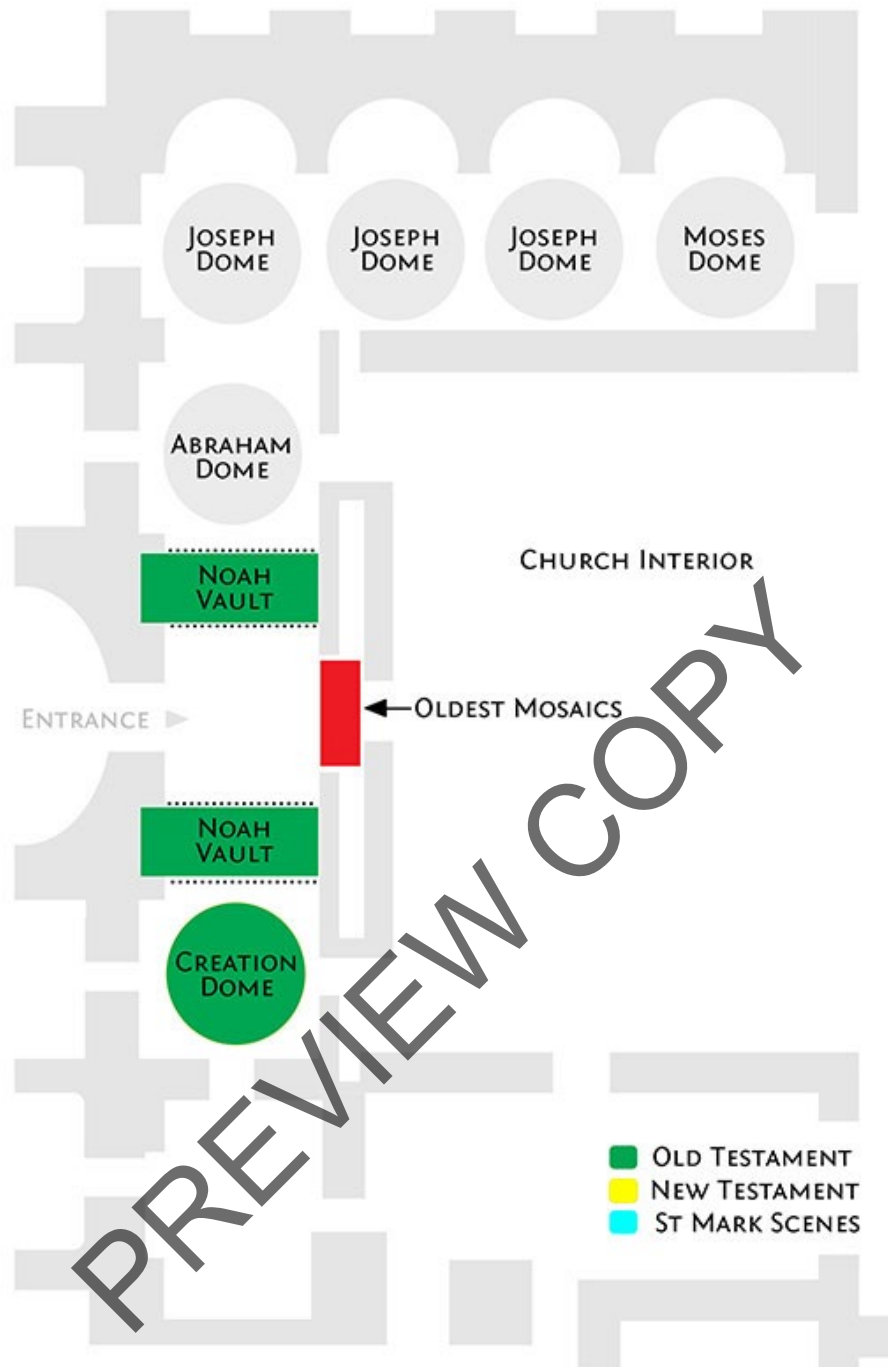 JOSEPH
DOME
JOSEPH
DOME
JOSEPH
DOME
MOSES
DOME
ABRAHAM
DOME
NOAH
VAULT
CHURCH INTERIOR
ENTRANCE
OLDEST MOSAICS
NOAH
VAULT
CREATION
DOME
OLD TESTAMENT
NEW TESTAMENT
ST MARK SCENES
PREVIEW COPY